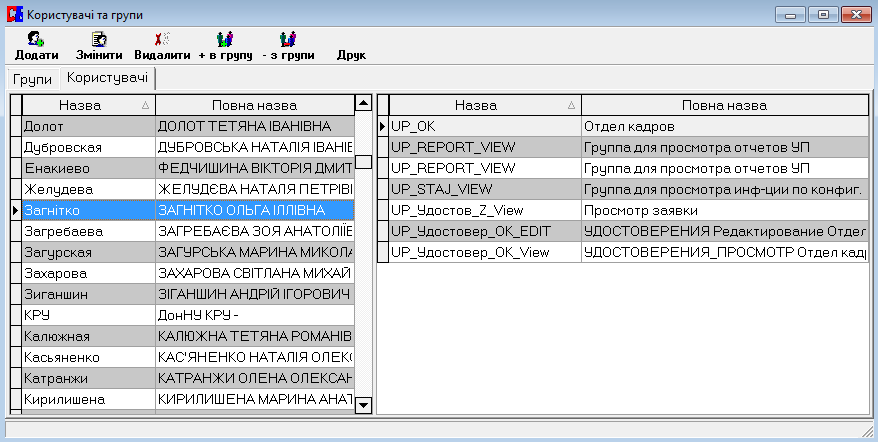 Користувачі та групи
Додати Змінити Видалити + в групу - з групи Друк
Групи Користувачі
Назва Повна назва
Долот ДОЛОТ ТЕТЯНА ІВАНІВНА
Дубровская ДУБРОВСЬКА НАТАЛІЯ ІВАНІЕ
Енакиево ФЕДЧИШИНА ВІКТОРІЯ ДМИТ
Желудева ЖЕЛУДЄВА НАТАЛЯ ПЕТРІВІ
Загнітко ЗАГНІТКО ОЛЬГА ІЛЛІВНА
Загребаева ЗАГРЕБАЄВА ЗОЯ АНАТОЛІЇЕ
Загурская ЗАГУРСЬКА МАРИНА МИКОЛА
Захарова ЗАХАРОВА СВІТЛАНА МИХАЙ
Зиганшин ЗІГАНШИН АНДРІЙ ІГОРОВИЧ
КРУ ДонНУ КРУ -
Калюжная КАЛЮЖНА ТЕТЯНА РОМАНІВ
Касьяненко КАС'ЯНЕНКО НАТАЛІЯ ОЛЕКС
Катранжи КАТРАНЖИ ОЛЕНА ОЛЕКСАН
Кирилишена КИРИЛИШЕНА МАРИНА АНАТ
Назва Повна назва
UP_OK Отдел кадров
UP_REPORT_VIEW Группа для просмотра отчетов УП
UP_REPORT_VIEW Группа для просмотра отчетов УП
UP_STAJ_VIEW Группа для просмотра инф-ции по конфиг.
UP_Удостов_Z_View Просмотр заявки
UP_Удостовер_OK_EDIT УДОСТОВЕРЕНИЯ Редактирование Отдел
UP_Удостовер_OK_View УДОСТОВЕРЕНИЯ_ПРОСМОТР Отдел кадр